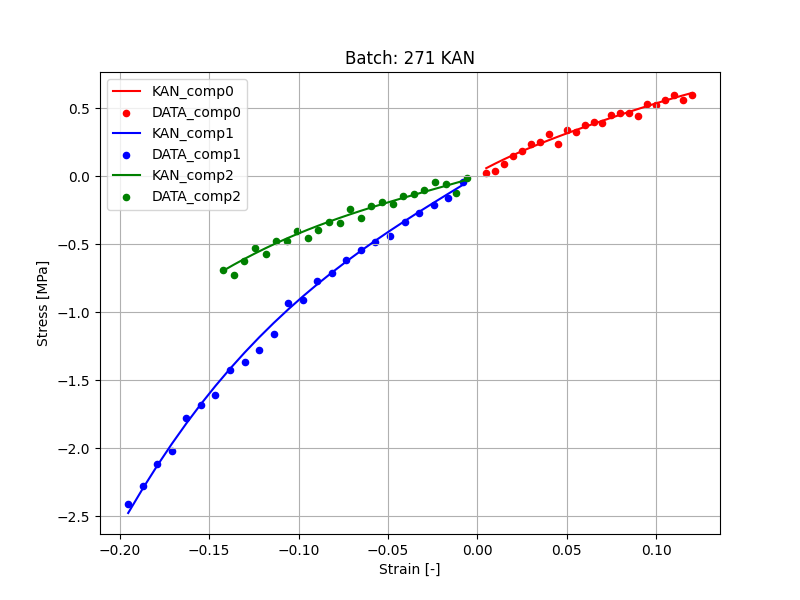 Batch: 271 KAN
KAN_comp0
DATA_comp0
KAN_comp1
DATA_comp1
KAN_comp2
DATA_comp2
Stress [MPa]
0.5
0.0
−0.5
−1.0
−1.5
−2.0
−2.5
−0.20 −0.15 −0.10 −0.05 0.00 0.05 0.10
Strain [-]